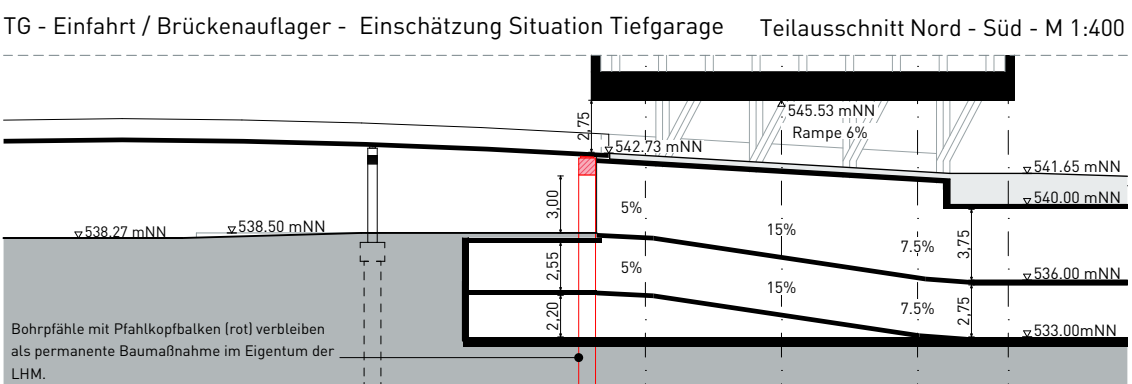 TG - Einfahrt / Brückenauflager - Einschätzung Situation Tiefgarage Teilausschnitt Nord - Süd - M 1:400
545.53 mNN
2,75
Rampe 6%
542.73 mNN
541.65 mNN
540.00 mNN
3,00
5%
538.27 mNN
538.50 mNN
15%
7.5%
3,75
2,55
5%
536.00 mNN
15%
7.5%
2,75
2,20
533.00mNN
Bohrpfähle mit Pfahlkopfbalken (rot) verbleiben
als permanente Baumaßnahme im Eigentum der
LHM.